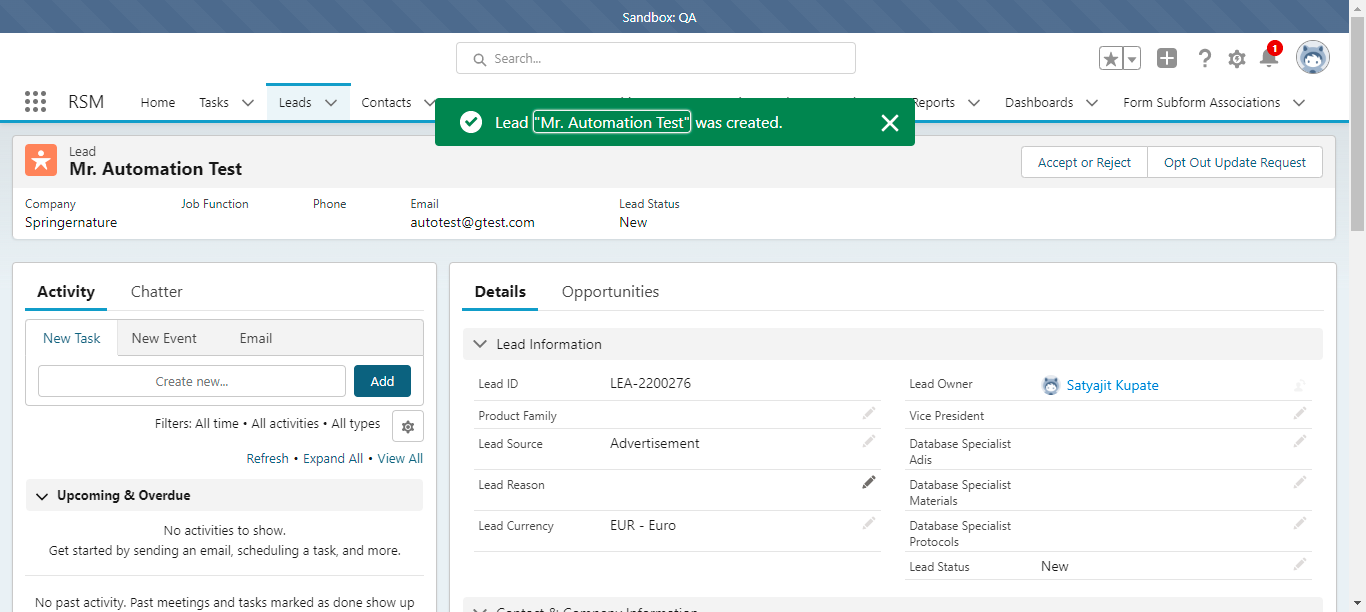 Sandbox: QA
Search...
1
RSM
Home
Tasks
Leads
Contacts
Reports
Dashboards
Form Subform Associations
Lead "Mr. Automation Test" was created.
Lead
Mr. Automation Test
Accept or Reject
Opt Out Update Request
Company
Job Function
Phone
Email
Lead Status
Springernature
autotest@gtest.com
New
Activity
Chatter
New Task
New Event
Email
Create new...
Add
Filters: All time • All activities • All types
Refresh • Expand All • View All
Upcoming & Overdue
No activities to show.
Get started by sending an email, scheduling a task, and more.
No past activity. Past meetings and tasks marked as done show up
Details
Opportunities
Lead Information
Lead ID
LEA-2200276
Lead Owner
Satyajit Kupate
Product Family
Vice President
Lead Source
Advertisement
Database Specialist
Adis
Lead Reason
Database Specialist
Materials
Lead Currency
EUR - Euro
Database Specialist
Protocols
Lead Status
New
Contact & Company Information